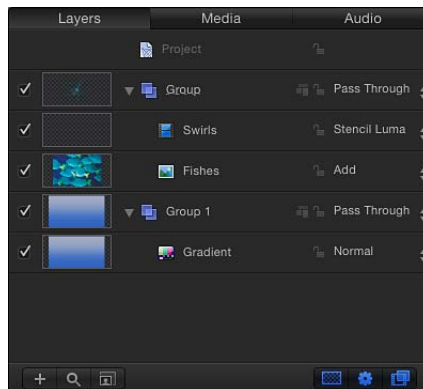 Layers Media Audio
Project
Group Pass Through
Swirls Stencil Luma
Fishes Add
Group 1 Pass Through
Gradient Normal